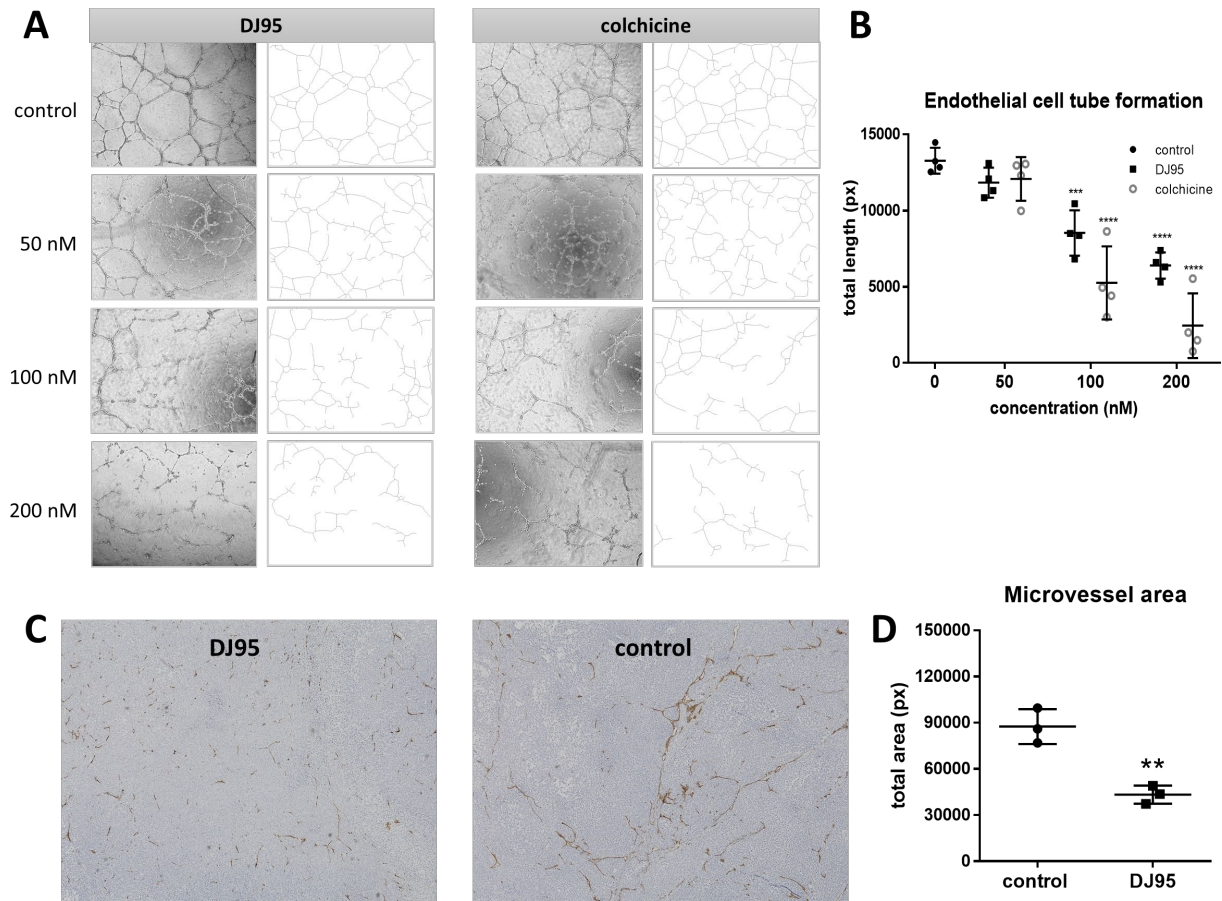 A
DJ95
colchicine
control
50 nM
100 nM
200 nM
B
Endothelial cell tube formation
total length (px)
15000
10000
5000
0
control
DJ95
colchicine
***
****
****
****
0 50 100 200
concentration (nM)
C
DJ95
control
D
Microvessel area
total area (px)
150000
120000
90000
60000
30000
0
**
control DJ95